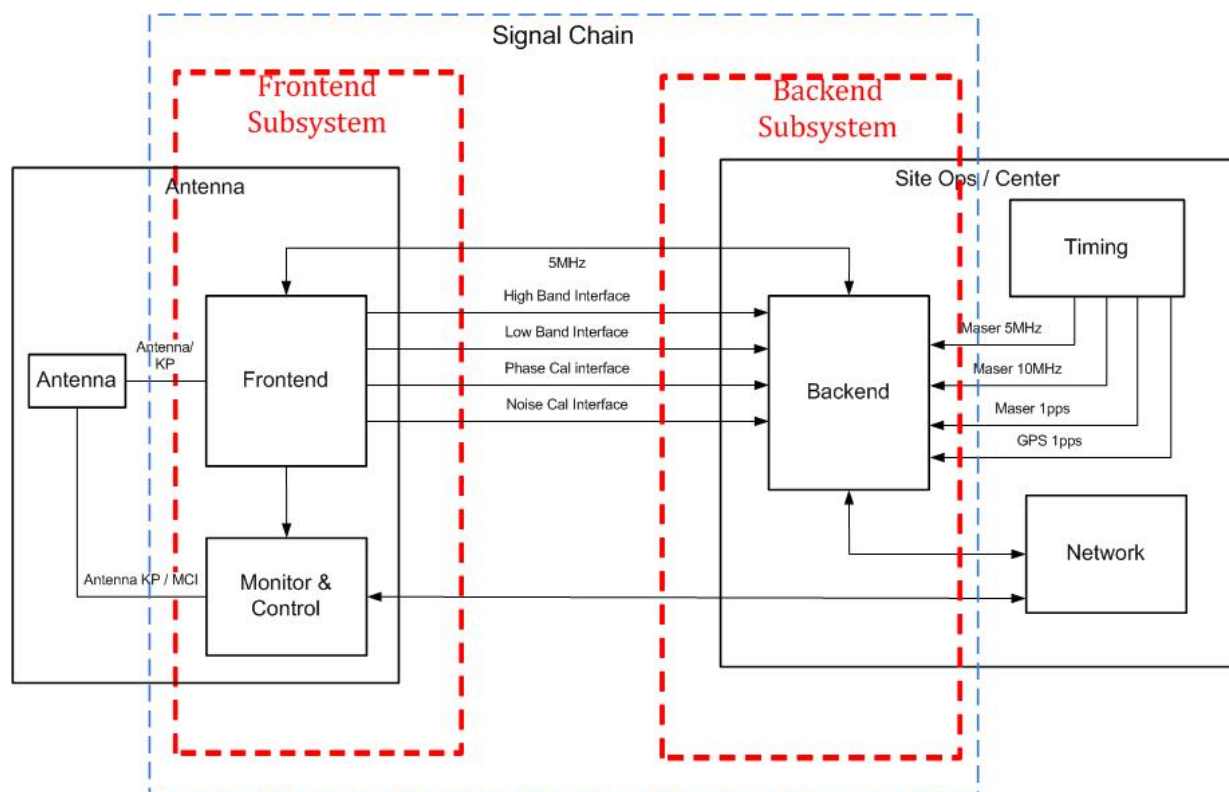 Signal Chain
Frontend
Subsystem
Backend
Subsystem
Antenna
Site Ops / Center
Timing
5MHz
High Band Interface
Low Band Interface
Phase Cal interface
Noise Cal Interface
Maser 5MHz
Maser 10MHz
Maser 1pps
GPS 1pps
Antenna/
KP
Antenna
Frontend
Backend
Antenna KP / MCI
Monitor &
Control
Network